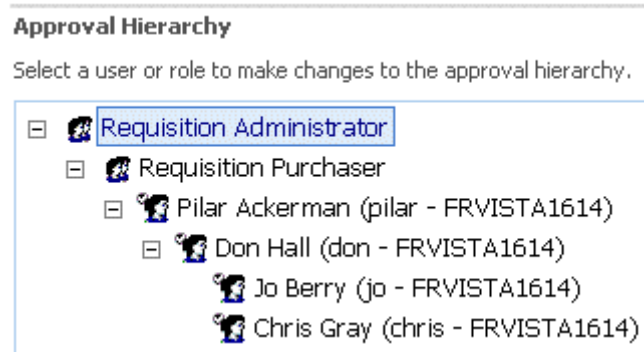 Approval Hierarchy
Select a user or role to make changes to the approval hierarchy.
Requisition Administrator
Requisition Purchaser
Pilar Ackerman (pilar - FRVISTA1614)
Don Hall (don - FRVISTA1614)
Jo Berry (jo - FRVISTA1614)
Chris Gray (chris - FRVISTA1614)